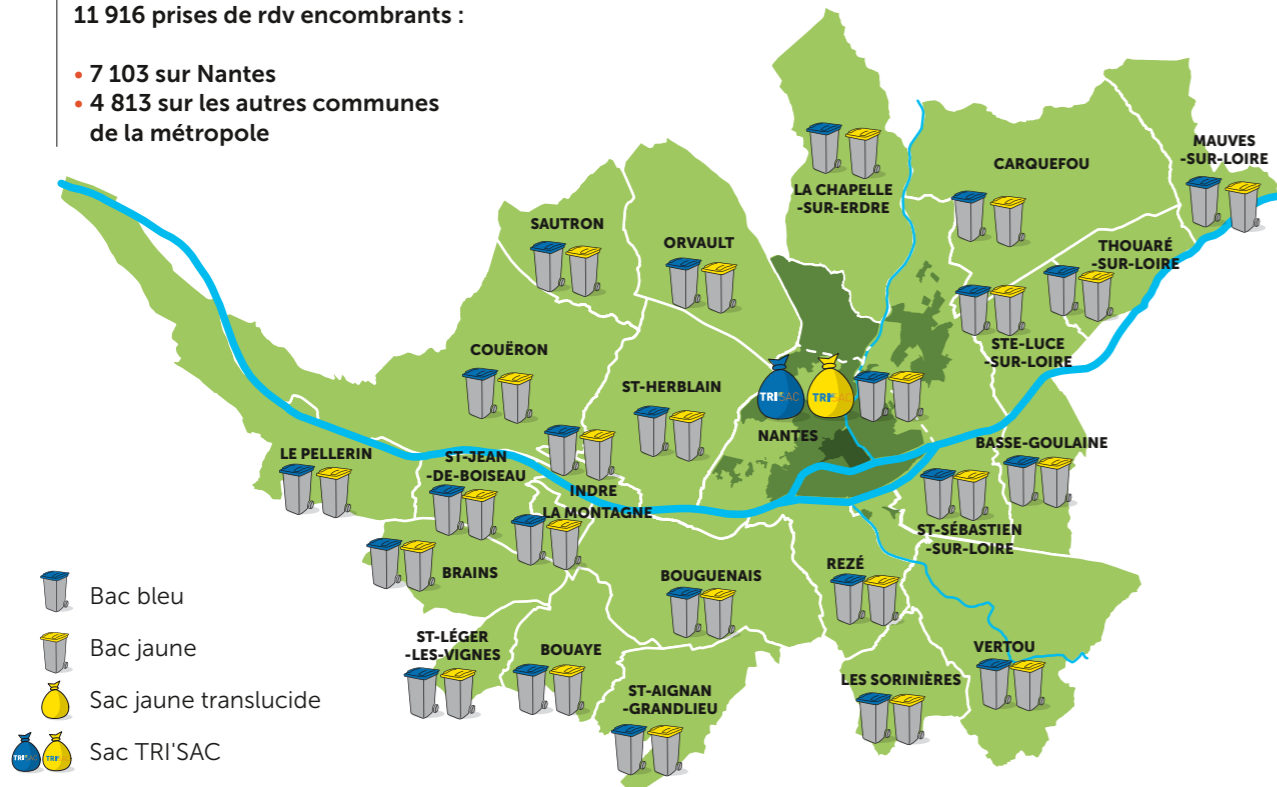 11 916 prises de rdv encombrants :
• 7 103 sur Nantes
• 4 813 sur les autres communes
de la métropole
MAUVES
-SUR-LOIRE
CARQUEFOU
LA CHAPELLE
-SUR-ERDRE
SAUTRON
ORVAULT
THOUARÉ
-SUR-LOIRE
STE-LUCE
-SUR-LOIRE
COUËRON
ST-HERBLAIN
TRI'SAC
TRI'SAC
NANTES
BASSE-GOULAINE
LE PELLERIN
ST-JEAN
-DE-BOISEAU
INDRE
LA MONTAGNE
ST-SÉBASTIEN
-SUR-LOIRE
BRAINS
BOUGUENAIS
REZÉ
ST-LÉGER
-LES-VIGNES
BOUAYE
VERTOU
ST-AIGNAN
-GRANDLIEU
LES SORINIÈRES
Bac bleu
Bac jaune
Sac jaune translucide
TRI'SAC
TRI'SAC
Sac TRI'SAC